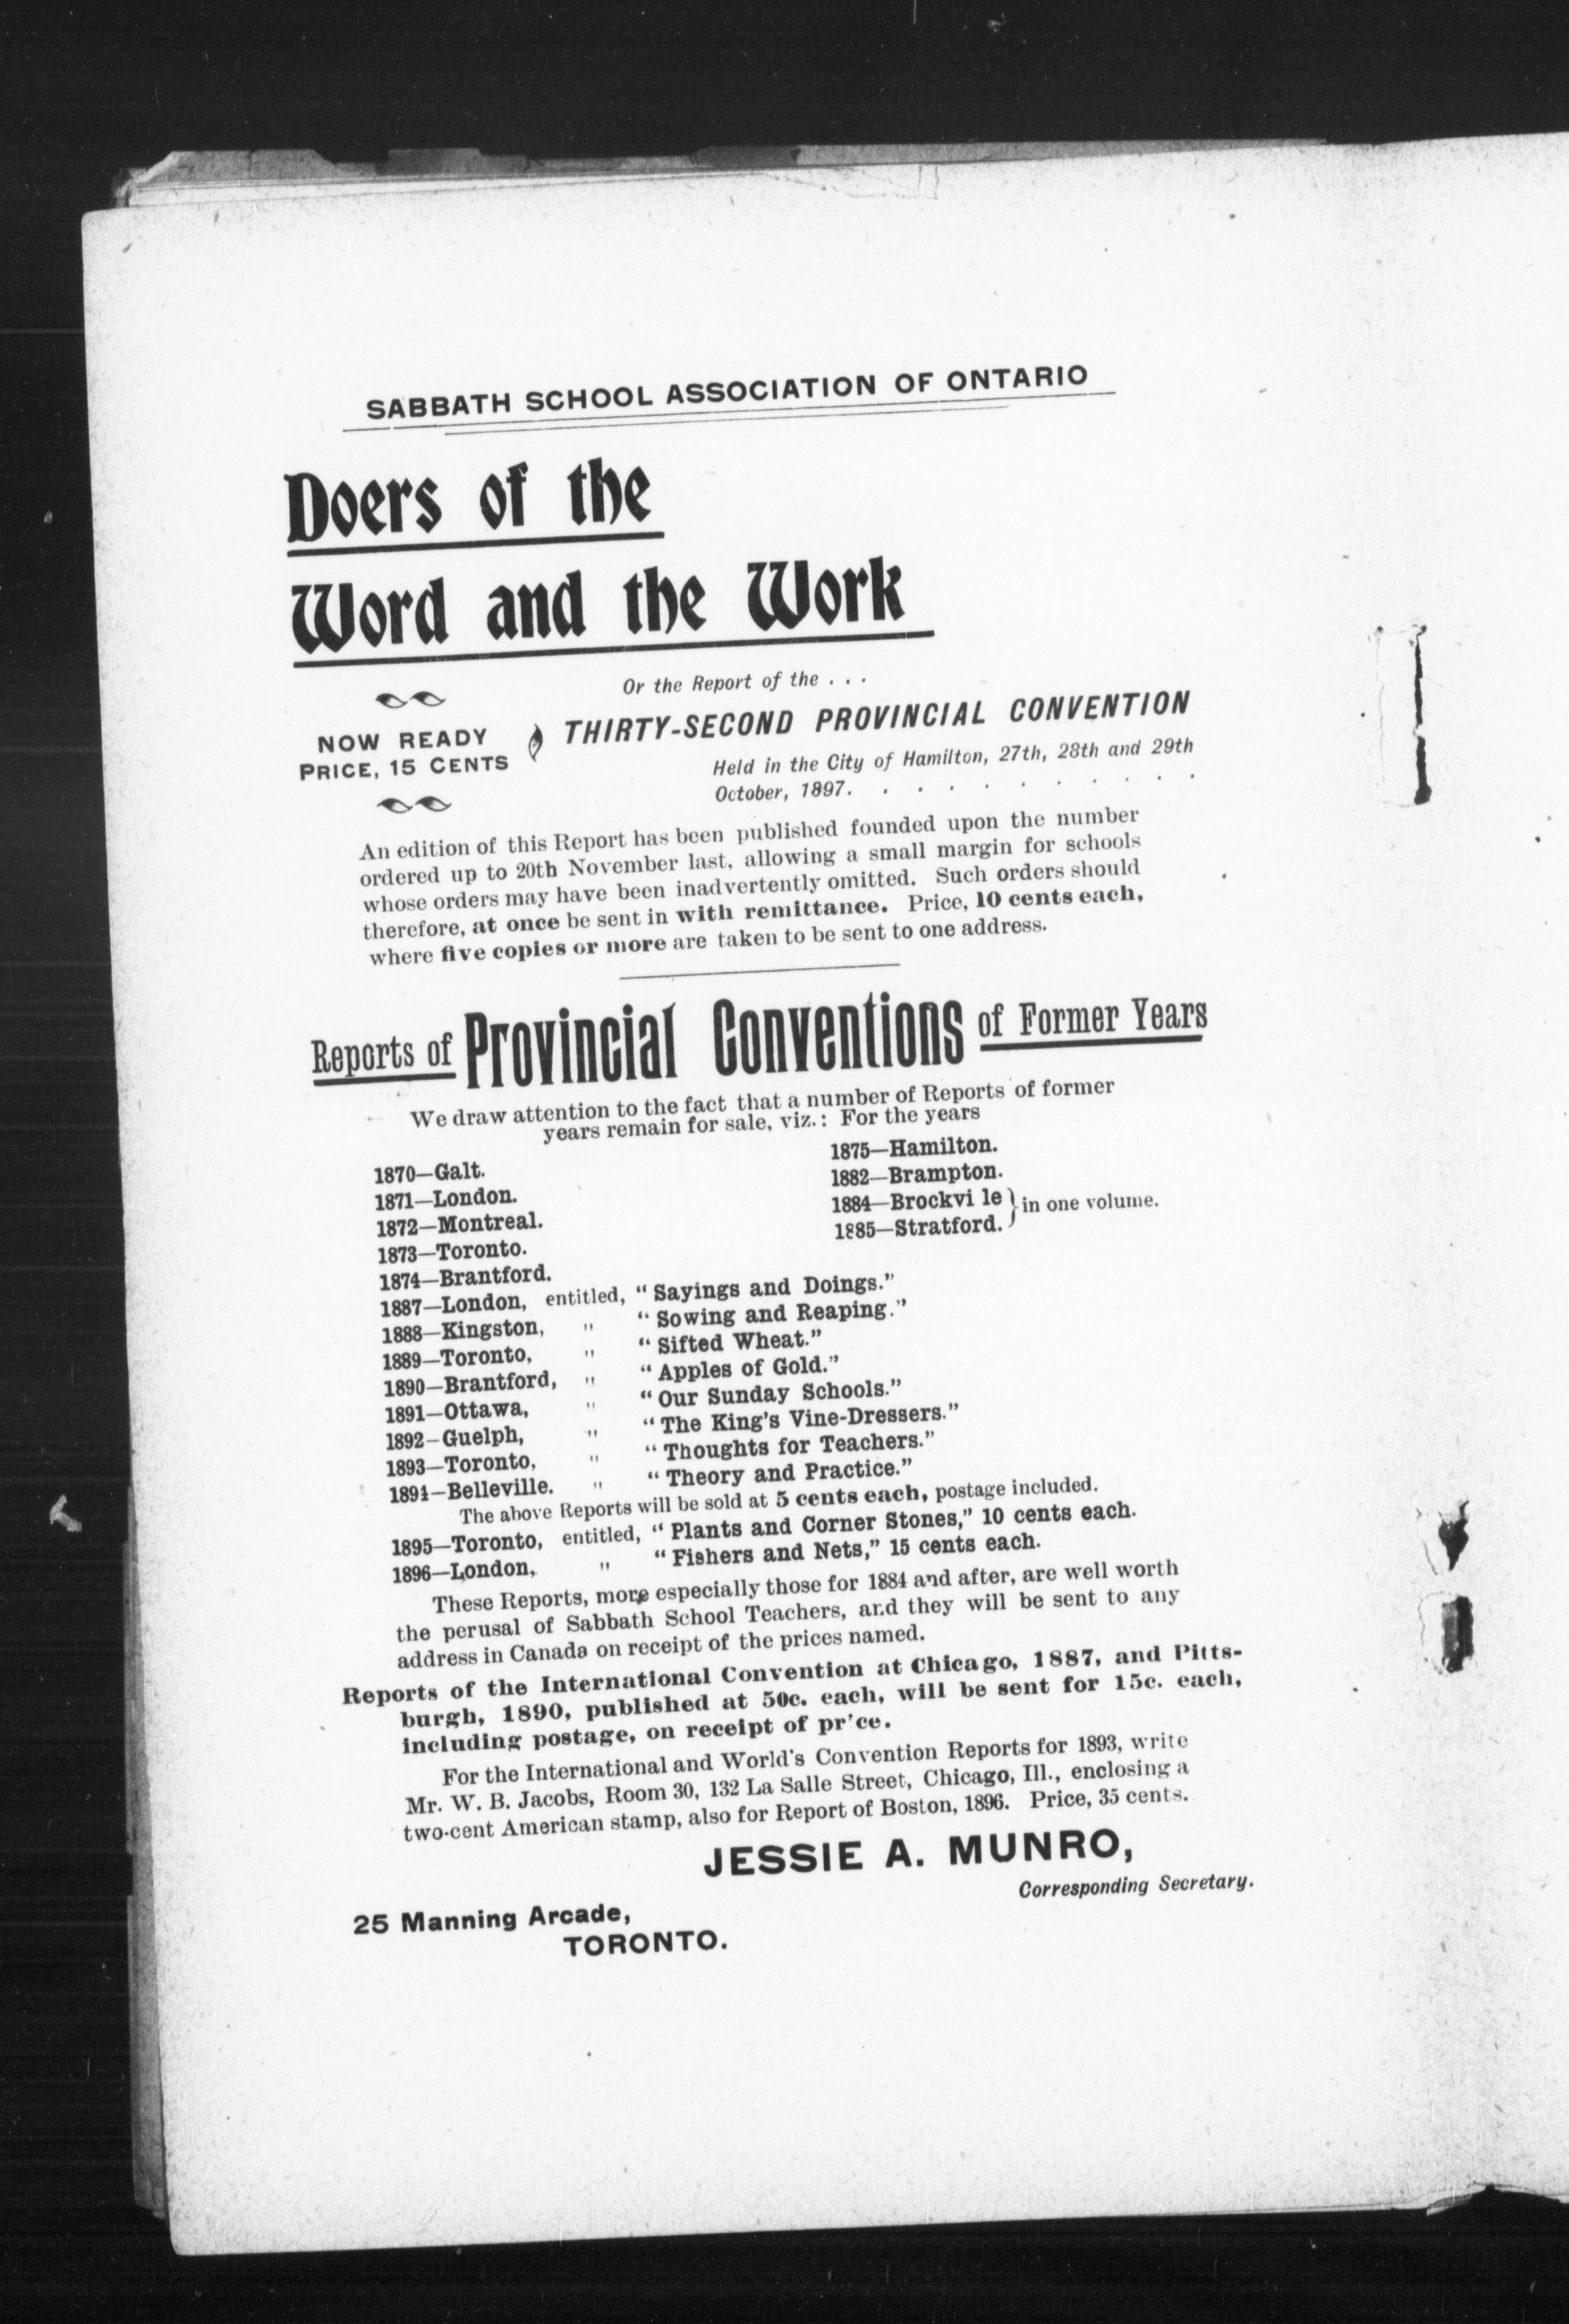 SABBATH SCHOOL ASSOCIATION OF ONTARIO
Doers of the
Word and the Work
Or the Report of the . . .
NOW READY
PRICE, 15 CENTS
THIRTY-SECOND PROVINCIAL CONVENTION
Held in the City of Hamilton, 27th, 28th and 29th
October, 1897. . . . . . . . . . .
An edition of this Report has been published founded upon the number
ordered up to 20th November last, allowing a small margin for schools
whose orders may have been inadvertently omitted. Such orders should
therefore, at once be sent in with remittance. Price, 10 cents each,
where five copies or more are taken to be sent to one address.
Reports of Provincial Conventions of Former Years
We draw attention to the fact that a number of Reports of former
years remain for sale, viz.: For the years
1870—Galt.
1871—London.
1872—Montreal.
1873—Toronto.
1874—Brantford.
1875—Hamilton.
1882—Brampton.
1884—Brockvi le } in one volume.
1885—Stratford.
1887—London, entitled, "Sayings and Doings."
1888—Kingston, " "Sowing and Reaping."
1889—Toronto, " "Sifted Wheat."
1890—Brantford, " "Apples of Gold."
1891—Ottawa, " "Our Sunday Schools."
1892—Guelph, " "The King's Vine-Dressers."
1893—Toronto, " "Thoughts for Teachers."
1894—Belleville. " "Theory and Practice."
The above Reports will be sold at 5 cents each, postage included.
1895—Toronto, entitled, "Plants and Corner Stones," 10 cents each.
1896—London, " "Fishers and Nets," 15 cents each.
These Reports, more especially those for 1884 and after, are well worth
the perusal of Sabbath School Teachers, and they will be sent to any
address in Canada on receipt of the prices named.
Reports of the International Convention at Chicago, 1887, and Pitts-
burgh, 1890, published at 50c. each, will be sent for 15c. each,
including postage, on receipt of pr'ce.
For the International and World's Convention Reports for 1893, write
Mr. W. B. Jacobs, Room 30, 132 La Salle Street, Chicago, Ill., enclosing a
two-cent American stamp, also for Report of Boston, 1896. Price, 35 cents.
JESSIE A. MUNRO,
Corresponding Secretary.
25 Manning Arcade,
TORONTO.